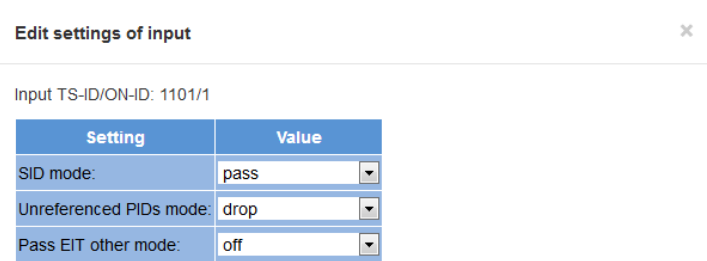 Edit settings of input ×
Input TS-ID/ON-ID: 1101/1
Setting Value
SID mode: pass
Unreferenced PIDs mode: drop
Pass EIT other mode: off